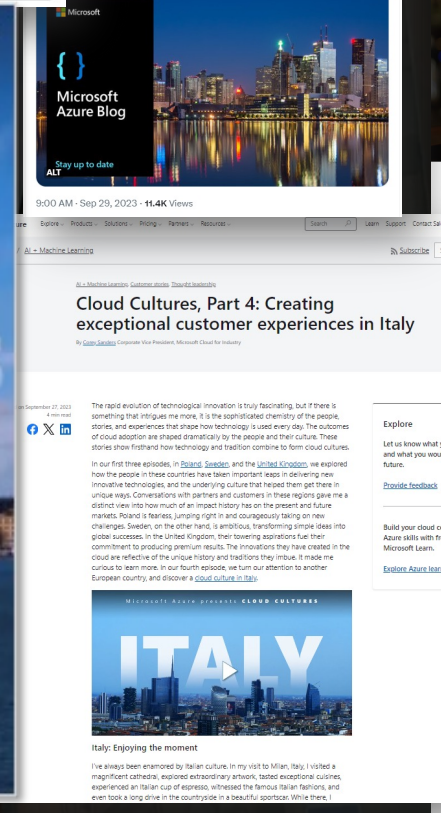 Microsoft
{ }
Microsoft
Azure Blog
Stay up to date
ALT
9:00 AM · Sep 29, 2023 · 11.4K Views
ure Explore Products Solutions Pricing Partners Resources Search Learn Support Contact Sal
/ AI + Machine Learning Subscribe
AI + Machine Learning, Customer stories, Thought leadership
Cloud Cultures, Part 4: Creating
exceptional customer experiences in Italy
By Corey Sanders Corporate Vice President, Microsoft Cloud for Industry
on September 27, 2023
4 min read
The rapid evolution of technological innovation is truly fascinating, but if there is
something that intrigues me more, it is the sophisticated chemistry of the people,
stories, and experiences that shape how technology is used every day. The outcomes
of cloud adoption are shaped dramatically by the people and their culture. These
stories show firsthand how technology and tradition combine to form cloud cultures.
In our first three episodes, in Poland, Sweden, and the United Kingdom, we explored
how the people in these countries have taken important leaps in delivering new
innovative technologies, and the underlying culture that helped them get there in
unique ways. Conversations with partners and customers in these regions gave me a
distinct view into how much of an impact history has on the present and future
markets. Poland is fearless, jumping right in and courageously taking on new
challenges. Sweden, on the other hand, is ambitious, transforming simple ideas into
global successes. In the United Kingdom, their towering aspirations fuel their
commitment to producing premium results. The innovations they have created in the
cloud are reflective of the unique history and traditions they imbue. It made me
curious to learn more. In our fourth episode, we turn our attention to another
European country, and discover a cloud culture in Italy.
Microsoft Azure presents CLOUD CULTURES
ITALY
Italy: Enjoying the moment
I've always been enamored by Italian culture. In my visit to Milan, Italy, I visited a
magnificent cathedral, explored extraordinary artwork, tasted exceptional cuisines,
experienced an Italian cup of espresso, witnessed the famous Italian fashions, and
even took a long drive in the countryside in a beautiful sportscar. While there, I
Explore
Let us know what y
and what you wou
future.
Provide feedback
Build your cloud co
Azure skills with fr
Microsoft Learn.
Explore Azure learn